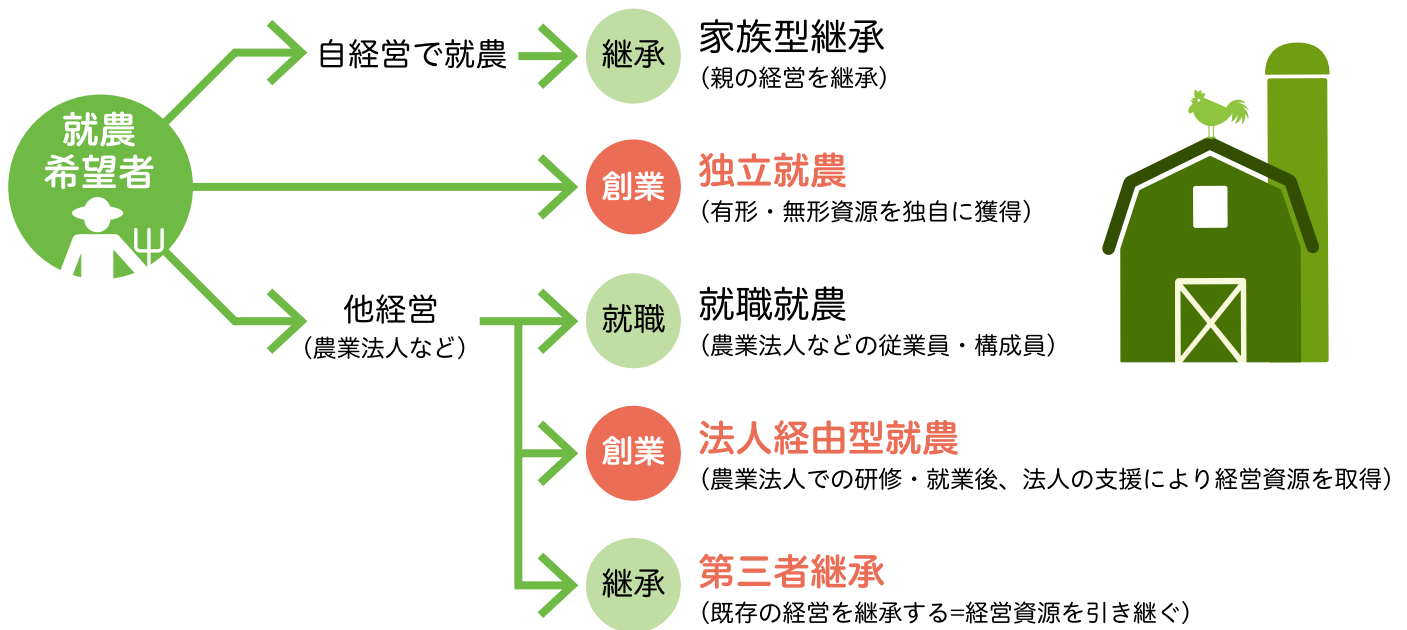 就農
希望者
自経営で就農
継承
家族型継承
（親の経営を継承）
創業
独立就農
（有形・無形資源を独自に獲得）
他経営
（農業法人など）
就職
就職就農
（農業法人などの従業員・構成員）
創業
法人経由型就農
（農業法人での研修・就業後、法人の支援により経営資源を取得）
継承
第三者継承
（既存の経営を継承する=経営資源を引き継ぐ）